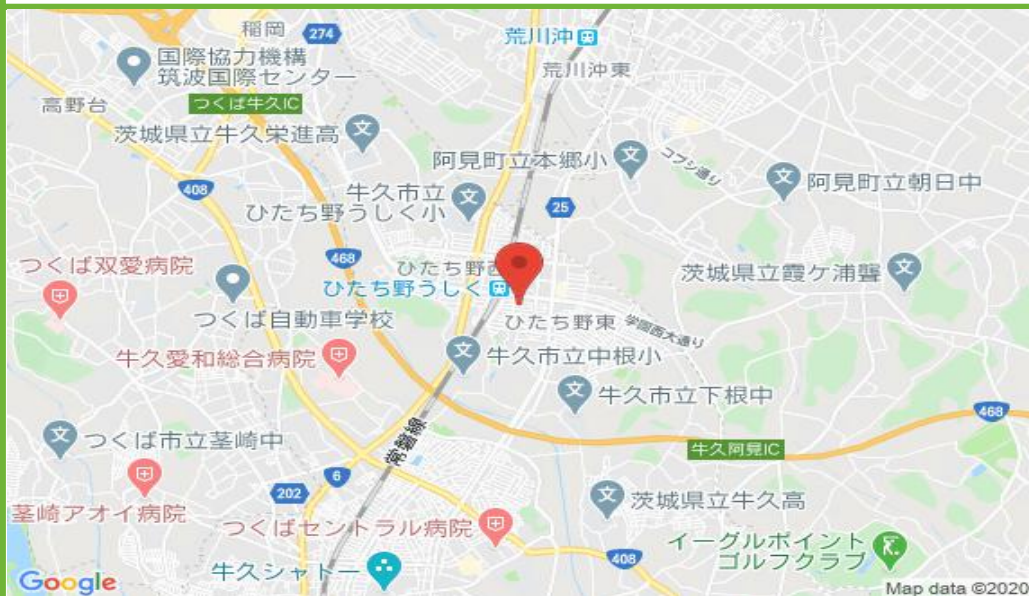 稲岡
274
荒川沖
国際協力機構
筑波国際センター
荒川沖東
高野台
つくば牛久IC
茨城県立牛久栄進高
阿見町立本郷小
コブシ通り
阿見町立朝日中
408
牛久市立
ひたち野うしく小
25
468
つくば双愛病院
ひたち野西
茨城県立霞ケ浦聾
ひたち野うしく
つくば自動車学校
ひたち野東
学園西大通り
牛久愛和総合病院
牛久市立中根小
牛久市立下根中
468
つくば市立茎崎中
常磐線
牛久阿見IC
6
202
茎崎アオイ病院
つくばセントラル病院
茨城県立牛久高
イーグルポイント
ゴルフクラブ
408
牛久シャトー
Google
Map data ©2020